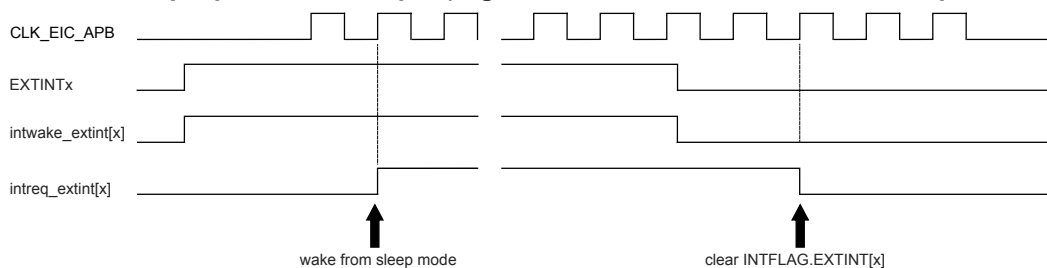 CLK_EIC_APB
EXTINTx
intwake_extint[x]
intreq_extint[x]
wake from sleep mode
clear INTFLAG.EXTINT[x]